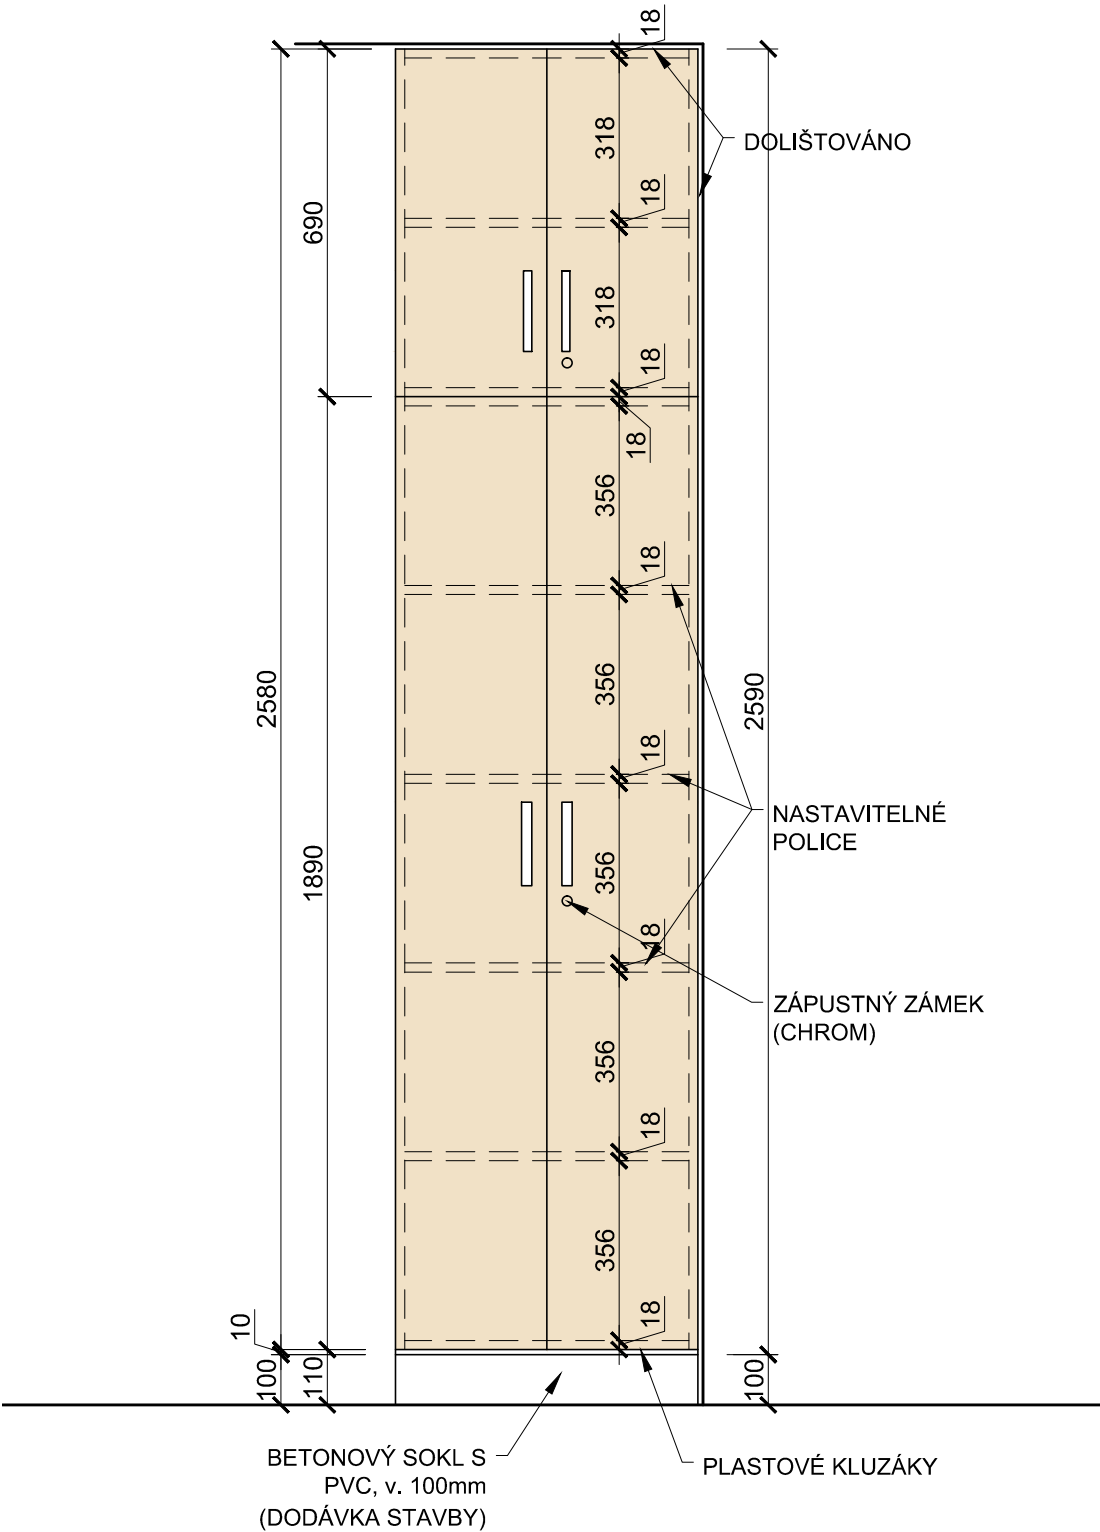 18
DOLIŠTOVÁNO
318
18
690
318
18
18
356
18
356
2580
2590
18
NASTAVITELNÉ
POLICE
1890
356
18
ZÁPUSTNÝ ZÁMEK
(CHROM)
356
18
356
18
10
100
110
100
BETONOVÝ SOKL S
PVC, v. 100mm
(DODÁVKA STAVBY)
PLASTOVÉ KLUZÁKY